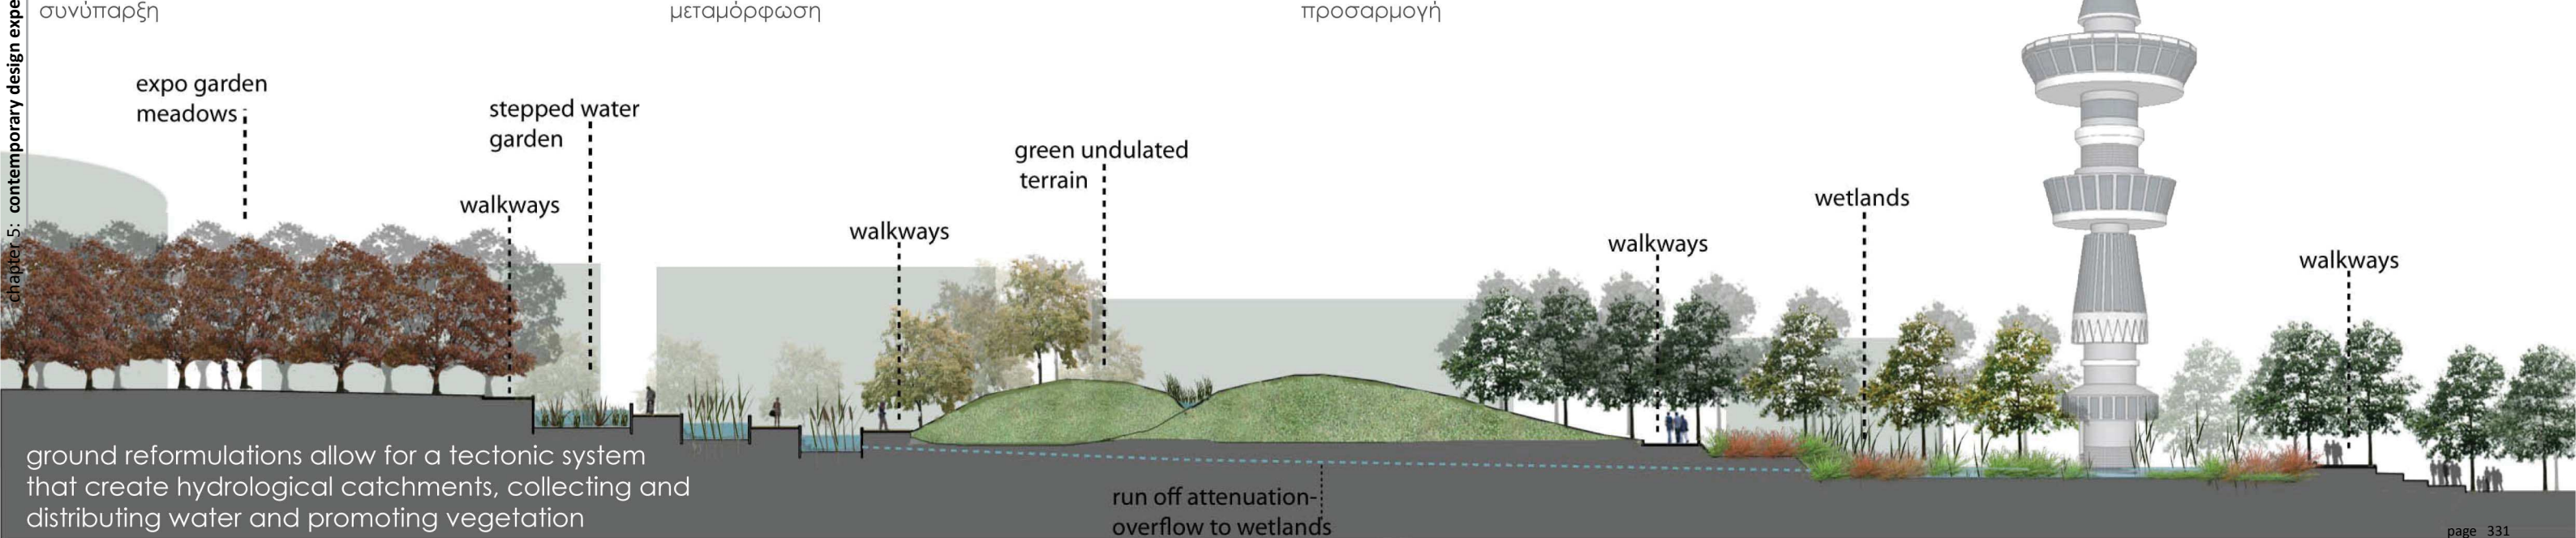 συνύπαρξη
μεταμόρφωση
προσαρμογή
chapter 5: contemporary design expe
expo garden
meadows
stepped water
garden
walkways
green undulated
terrain
walkways
walkways
wetlands
walkways
ground reformulations allow for a tectonic system
that create hydrological catchments, collecting and
distributing water and promoting vegetation
run off attenuation-
overflow to wetlands
page 331